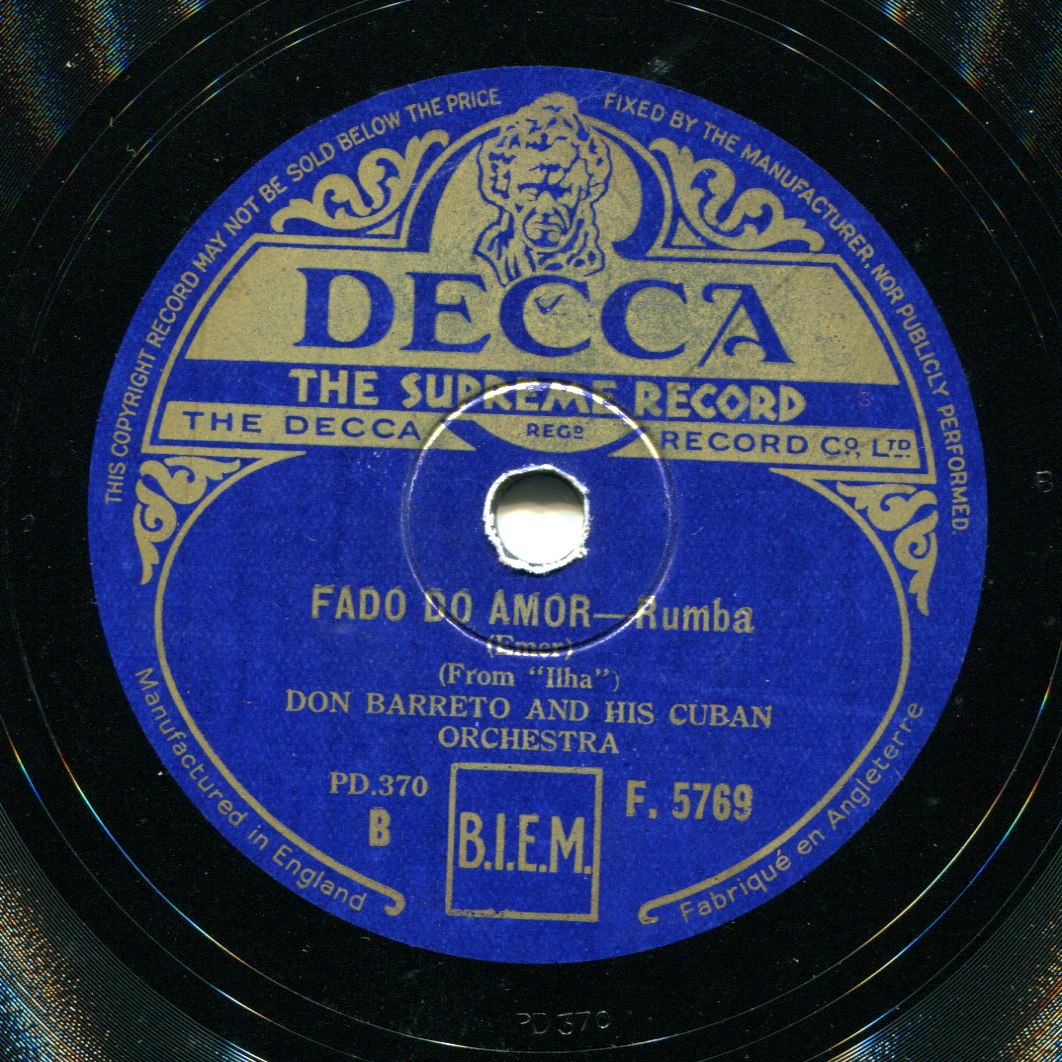 THIS COPYRIGHT RECORD MAY NOT BE SOLD BELOW THE PRICE FIXED BY THE MANUFACTURER, NOR PUBLICLY PERFORMED.
DECCA
THE SUPREME RECORD
THE DECCA REGD RECORD CO., LTD
FADO DO AMOR—Rumba
(Emer)
(From "Ilha")
DON BARRETO AND HIS CUBAN
ORCHESTRA
PD.370
B
B.I.E.M.
F. 5769
Manufactured in England
Fabriqué en Angleterre
PD 370
B